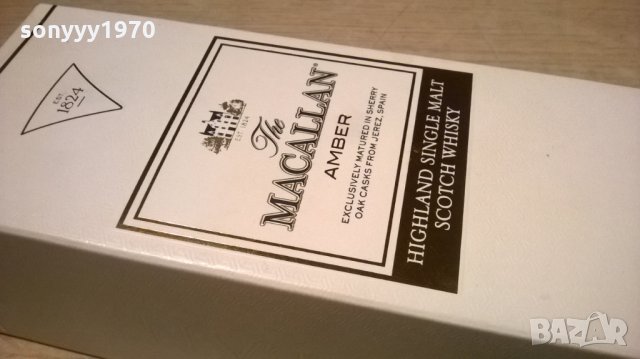 sonyyy1970
EST
1824
EST. 1824
The
MACALLAN®
AMBER
EXCLUSIVELY MATURED IN SHERRY
OAK CASKS FROM JEREZ, SPAIN
HIGHLAND SINGLE MALT
SCOTCH WHISKY
BAZAR